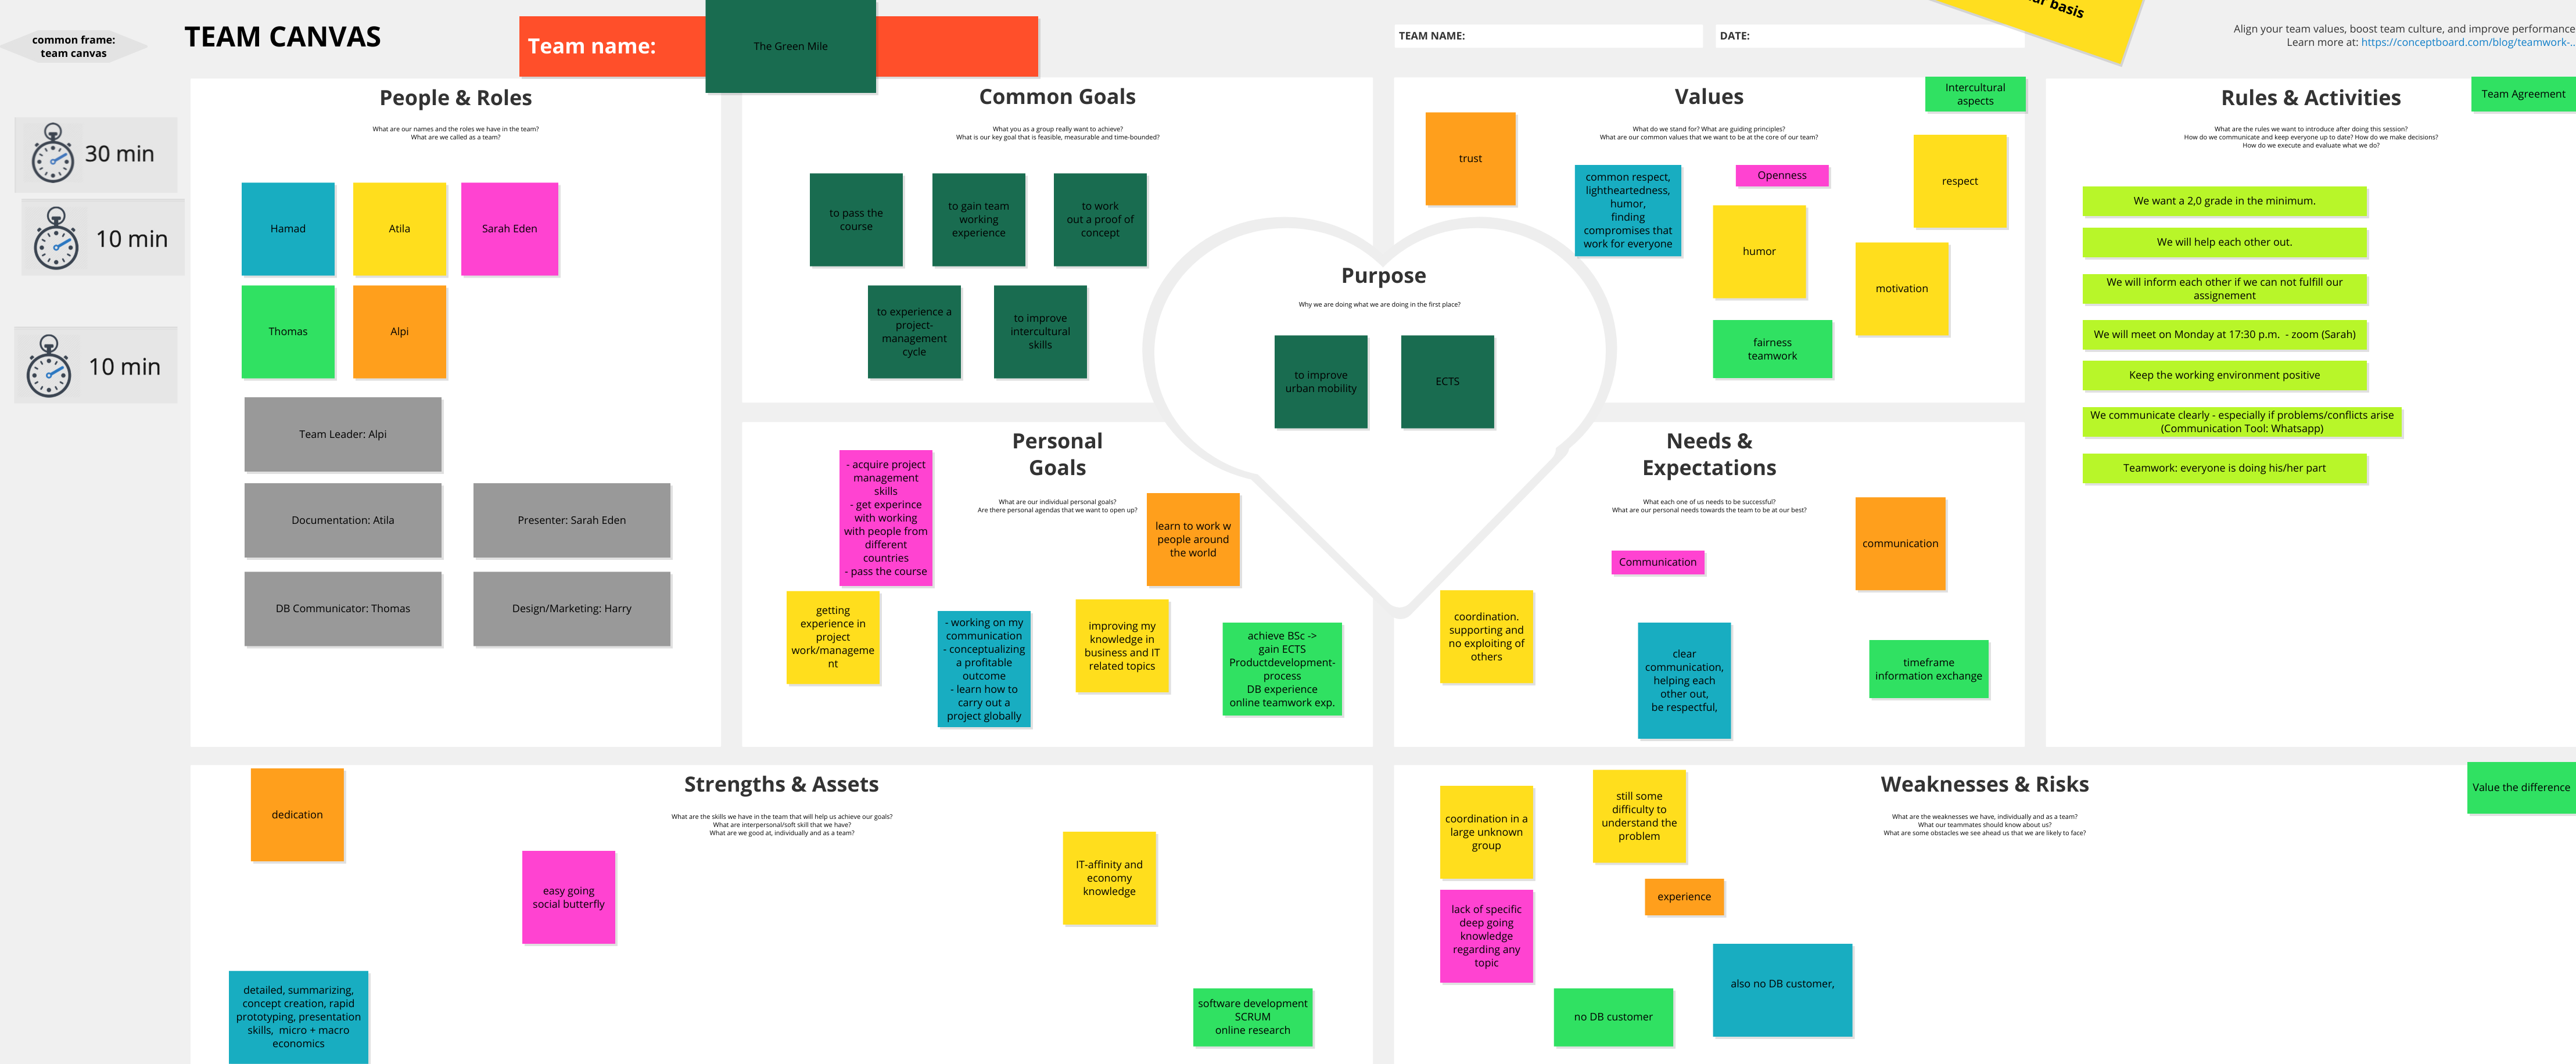 common frame:
team canvas
TEAM CANVAS
Team name:
The Green Mile
TEAM NAME:
DATE:
basis
Align your team values, boost team culture, and improve performance
Learn more at: https://conceptboard.com/blog/teamwork-..
30 min
10 min
10 min
People & Roles
What are our names and the roles we have in the team?
What are we called as a team?
Hamad
Atila
Sarah Eden
Thomas
Alpi
Team Leader: Alpi
Documentation: Atila
Presenter: Sarah Eden
DB Communicator: Thomas
Design/Marketing: Harry
Common Goals
What you as a group really want to achieve?
What is our key goal that is feasible, measurable and time-bounded?
to pass the
course
to gain team
working
experience
to work
out a proof of
concept
to experience a
project-
management
cycle
to improve
intercultural
skills
Purpose
Why we are doing what we are doing in the first place?
to improve
urban mobility
ECTS
Values
What do we stand for? What are guiding principles?
What are our common values that we want to be at the core of our team?
Intercultural
aspects
trust
common respect,
lightheartedness,
humor,
finding
compromises that
work for everyone
Openness
respect
humor
motivation
fairness
teamwork
Rules & Activities
Team Agreement
What are the rules we want to introduce after doing this session?
How do we communicate and keep everyone up to date? How do we make decisions?
How do we execute and evaluate what we do?
We want a 2,0 grade in the minimum.
We will help each other out.
We will inform each other if we can not fulfill our
assignement
We will meet on Monday at 17:30 p.m.  - zoom (Sarah)
Keep the working environment positive
We communicate clearly - especially if problems/conflicts arise
(Communication Tool: Whatsapp)
Teamwork: everyone is doing his/her part
Personal
Goals
What are our individual personal goals?
Are there personal agendas that we want to open up?
- acquire project
management
skills
- get experince
with working
with people from
different
countries
- pass the course
learn to work w
people around
the world
getting
experience in
project
work/manageme
nt
- working on my
communication
- conceptualizing
a profitable
outcome
- learn how to
carry out a
project globally
improving my
knowledge in
business and IT
related topics
achieve BSc ->
gain ECTS
Productdevelopment-
process
DB experience
online teamwork exp.
Needs &
Expectations
What each one of us needs to be successful?
What are our personal needs towards the team to be at our best?
communication
Communication
coordination.
supporting and
no exploiting of
others
clear
communication,
helping each
other out,
be respectful,
timeframe
information exchange
Strengths & Assets
What are the skills we have in the team that will help us achieve our goals?
What are interpersonal/soft skill that we have?
What are we good at, individually and as a team?
dedication
easy going
social butterfly
IT-affinity and
economy
knowledge
detailed, summarizing,
concept creation, rapid
prototyping, presentation
skills,  micro + macro
economics
software development
SCRUM
online research
Weaknesses & Risks
What are the weaknesses we have, individually and as a team?
What our teammates should know about us?
What are some obstacles we see ahead us that we are likely to face?
Value the difference
coordination in a
large unknown
group
still some
difficulty to
understand the
problem
experience
lack of specific
deep going
knowledge
regarding any
topic
no DB customer
also no DB customer,